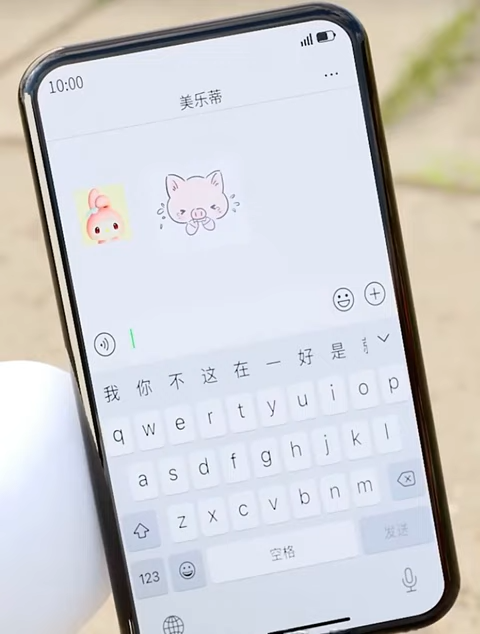 10:00
美乐蒂
我 你 不 这 在 一 好 是
q w e r t y u i o p
a s d f g h j k l
z x c v b n m
123 空格 发送